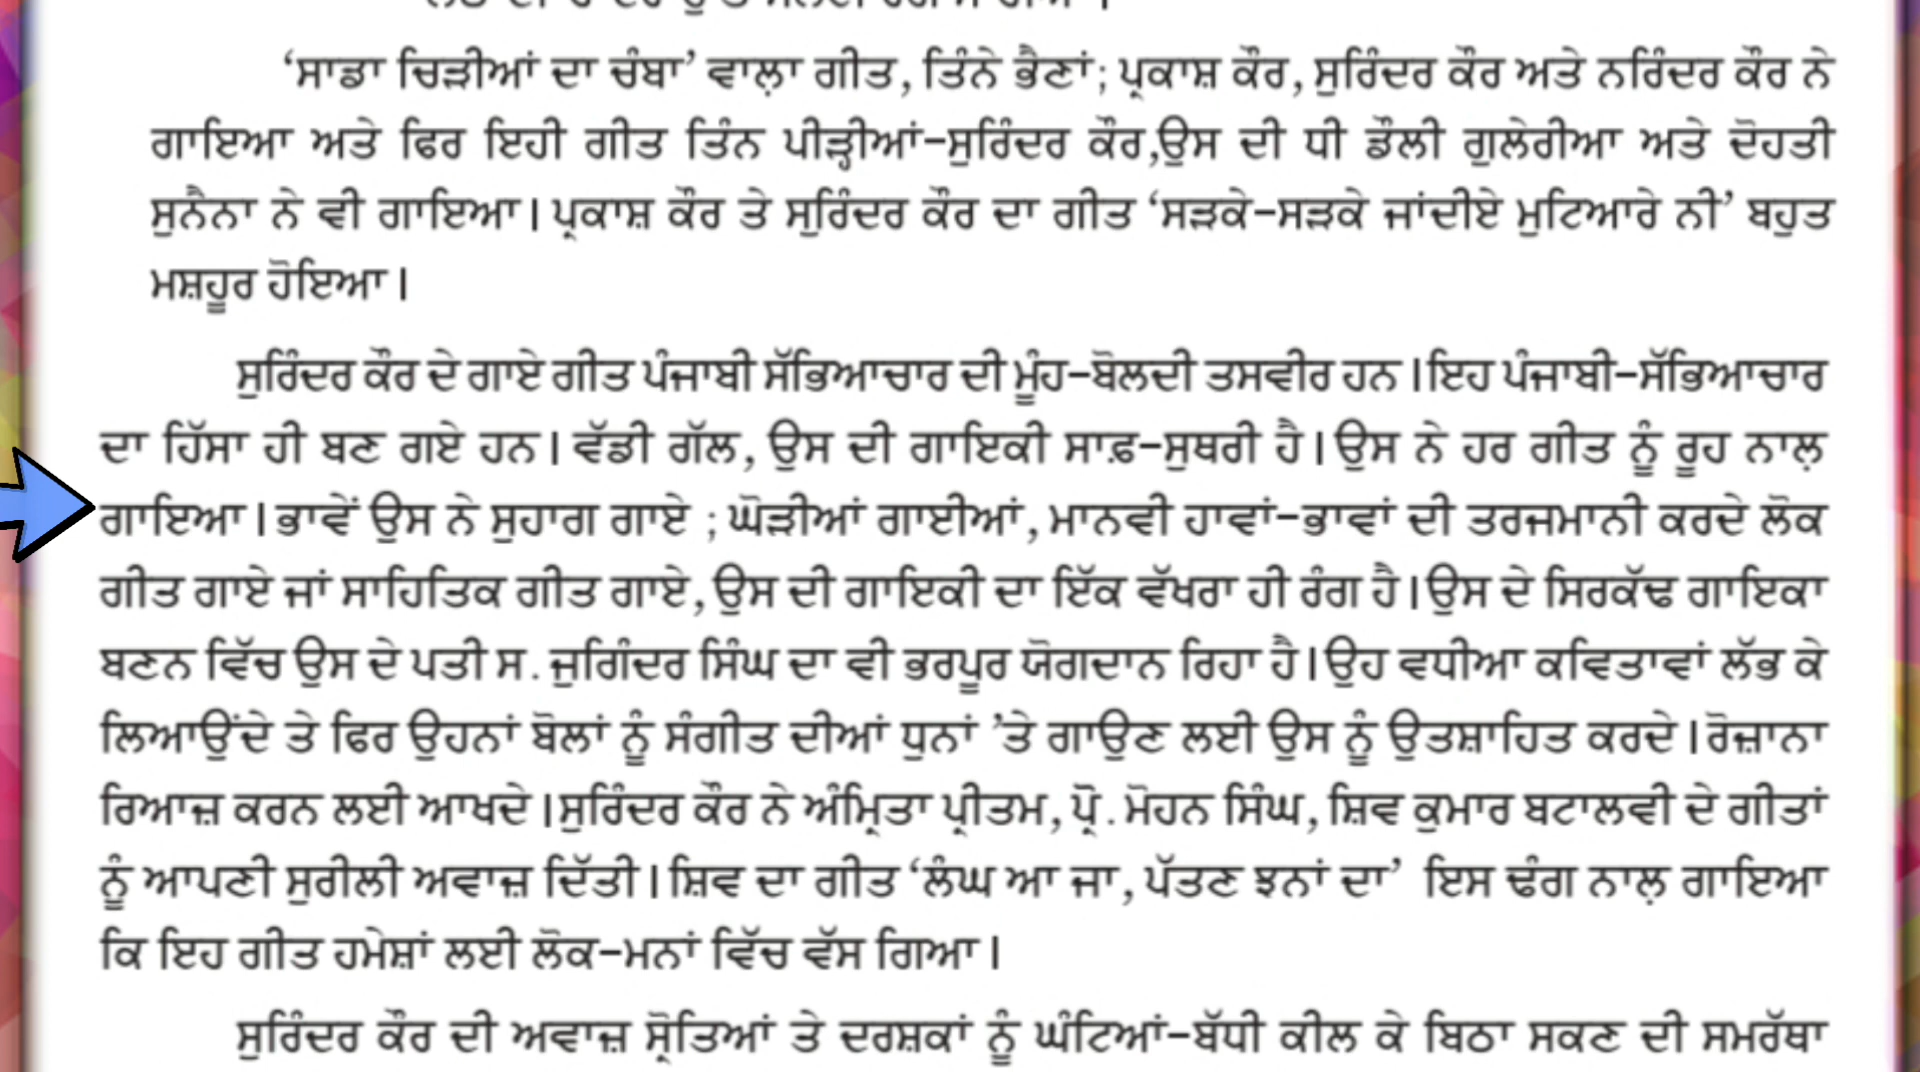 ‘ਸਾਡਾ ਚਿੜੀਆਂ ਦਾ ਚੰਬਾ’ ਵਾਲ਼ਾ ਗੀਤ, ਤਿੰਨੇ ਭੈਣਾਂ; ਪ੍ਰਕਾਸ਼ ਕੌਰ, ਸੁਰਿੰਦਰ ਕੌਰ ਅਤੇ ਨਰਿੰਦਰ ਕੌਰ ਨੇ
ਗਾਇਆ ਅਤੇ ਫਿਰ ਇਹੀ ਗੀਤ ਤਿੰਨ ਪੀੜ੍ਹੀਆਂ-ਸੁਰਿੰਦਰ ਕੌਰ,ਉਸ ਦੀ ਧੀ ਡੌਲੀ ਗੁਲੇਰੀਆ ਅਤੇ ਦੋਹਤੀ
ਸੁਨੈਨਾ ਨੇ ਵੀ ਗਾਇਆ। ਪ੍ਰਕਾਸ਼ ਕੌਰ ਤੇ ਸੁਰਿੰਦਰ ਕੌਰ ਦਾ ਗੀਤ ‘ਸੜਕੇ-ਸੜਕੇ ਜਾਂਦੀਏ ਮੁਟਿਆਰੇ ਨੀ’ ਬਹੁਤ
ਮਸ਼ਹੂਰ ਹੋਇਆ।
ਸੁਰਿੰਦਰ ਕੌਰ ਦੇ ਗਾਏ ਗੀਤ ਪੰਜਾਬੀ ਸੱਭਿਆਚਾਰ ਦੀ ਮੂੰਹ-ਬੋਲਦੀ ਤਸਵੀਰ ਹਨ।ਇਹ ਪੰਜਾਬੀ-ਸੱਭਿਆਚਾਰ
ਦਾ ਹਿੱਸਾ ਹੀ ਬਣ ਗਏ ਹਨ। ਵੱਡੀ ਗੱਲ, ਉਸ ਦੀ ਗਾਇਕੀ ਸਾਫ਼-ਸੁਥਰੀ ਹੈ।ਉਸ ਨੇ ਹਰ ਗੀਤ ਨੂੰ ਰੂਹ ਨਾਲ਼
ਗਾਇਆ। ਭਾਵੇਂ ਉਸ ਨੇ ਸੁਹਾਗ ਗਾਏ ; ਘੋੜੀਆਂ ਗਾਈਆਂ, ਮਾਨਵੀ ਹਾਵਾਂ-ਭਾਵਾਂ ਦੀ ਤਰਜਮਾਨੀ ਕਰਦੇ ਲੋਕ
ਗੀਤ ਗਾਏ ਜਾਂ ਸਾਹਿਤਿਕ ਗੀਤ ਗਾਏ, ਉਸ ਦੀ ਗਾਇਕੀ ਦਾ ਇੱਕ ਵੱਖਰਾ ਹੀ ਰੰਗ ਹੈ।ਉਸ ਦੇ ਸਿਰਕੱਢ ਗਾਇਕਾ
ਬਣਨ ਵਿੱਚ ਉਸ ਦੇ ਪਤੀ ਸ. ਜੁਗਿੰਦਰ ਸਿੰਘ ਦਾ ਵੀ ਭਰਪੂਰ ਯੋਗਦਾਨ ਰਿਹਾ ਹੈ।ਉਹ ਵਧੀਆ ਕਵਿਤਾਵਾਂ ਲੱਭ ਕੇ
ਲਿਆਉਂਦੇ ਤੇ ਫਿਰ ਉਹਨਾਂ ਬੋਲਾਂ ਨੂੰ ਸੰਗੀਤ ਦੀਆਂ ਧੁਨਾਂ ’ਤੇ ਗਾਉਣ ਲਈ ਉਸ ਨੂੰ ਉਤਸ਼ਾਹਿਤ ਕਰਦੇ।ਰੋਜ਼ਾਨਾ
ਰਿਆਜ਼ ਕਰਨ ਲਈ ਆਖਦੇ।ਸੁਰਿੰਦਰ ਕੌਰ ਨੇ ਅੰਮ੍ਰਿਤਾ ਪ੍ਰੀਤਮ, ਪ੍ਰੋ. ਮੋਹਨ ਸਿੰਘ, ਸ਼ਿਵ ਕੁਮਾਰ ਬਟਾਲਵੀ ਦੇ ਗੀਤਾਂ
ਨੂੰ ਆਪਣੀ ਸੁਰੀਲੀ ਅਵਾਜ਼ ਦਿੱਤੀ। ਸ਼ਿਵ ਦਾ ਗੀਤ ‘ਲੰਘ ਆ ਜਾ, ਪੱਤਣ ਝਨਾਂ ਦਾ’ ਇਸ ਢੰਗ ਨਾਲ਼ ਗਾਇਆ
ਕਿ ਇਹ ਗੀਤ ਹਮੇਸ਼ਾਂ ਲਈ ਲੋਕ-ਮਨਾਂ ਵਿੱਚ ਵੱਸ ਗਿਆ।
ਸੁਰਿੰਦਰ ਕੌਰ ਦੀ ਅਵਾਜ਼ ਸ੍ਰੋਤਿਆਂ ਤੇ ਦਰਸ਼ਕਾਂ ਨੂੰ ਘੰਟਿਆਂ-ਬੱਧੀ ਕੀਲ ਕੇ ਬਿਠਾ ਸਕਣ ਦੀ ਸਮਰੱਥਾ